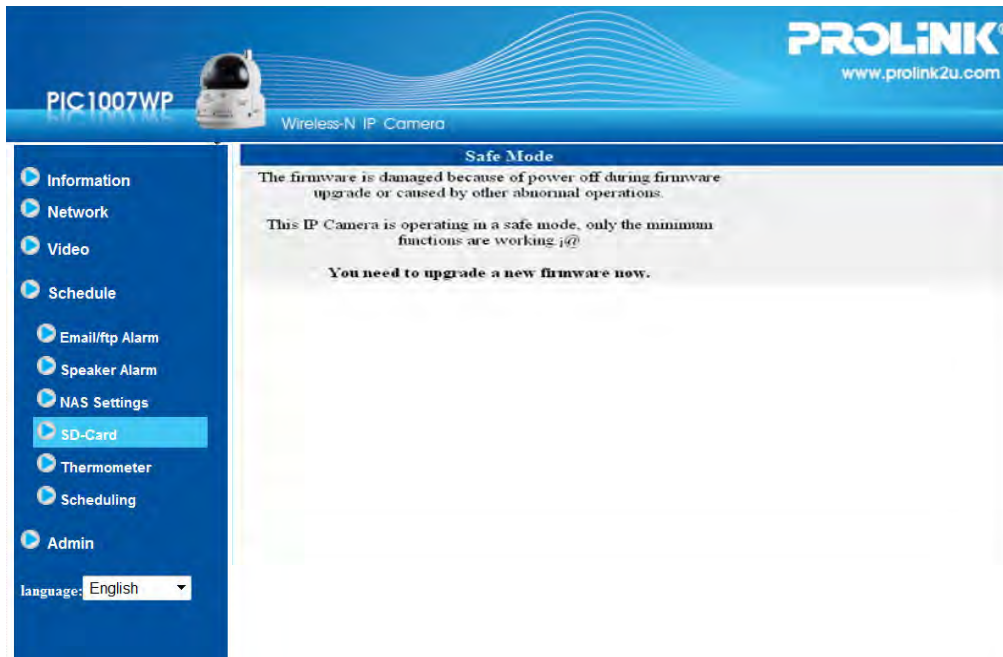 PROLiNK®
www.prolink2u.com
PIC1007WP
Wireless-N IP Camera
Information
Network
Video
Schedule
Email/ftp Alarm
Speaker Alarm
NAS Settings
SD-Card
Thermometer
Scheduling
Admin
language: English
Safe Mode
The firmware is damaged because of power off during firmware
upgrade or caused by other abnormal operations.
This IP Camera is operating in a safe mode, only the minimum
functions are working.¡@
You need to upgrade a new firmware now.